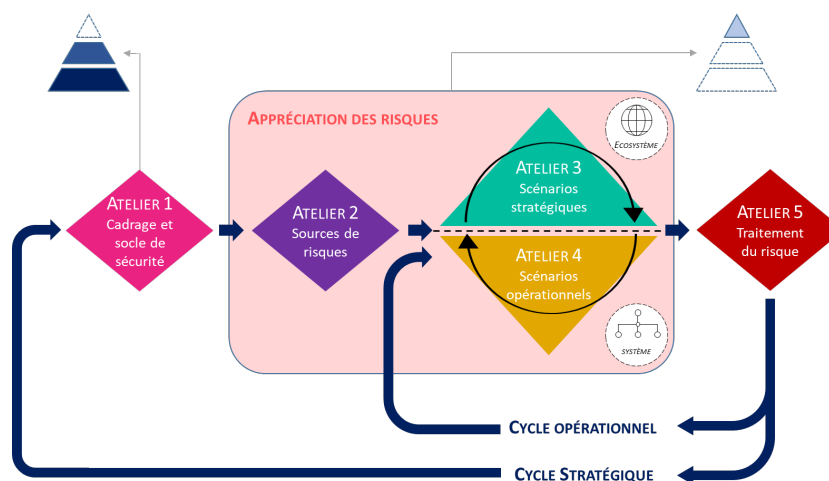 APPRÉCIATION DES RISQUES
ÉCOSYSTÈME
ATELIER 1
Cadrage et
socle de
sécurité
ATELIER 2
Sources de
risques
ATELIER 3
Scénarios
stratégiques
ATELIER 4
Scénarios
opérationnels
ATELIER 5
Traitement
du risque
SYSTÈME
CYCLE OPÉRATIONNEL
CYCLE STRATÉGIQUE